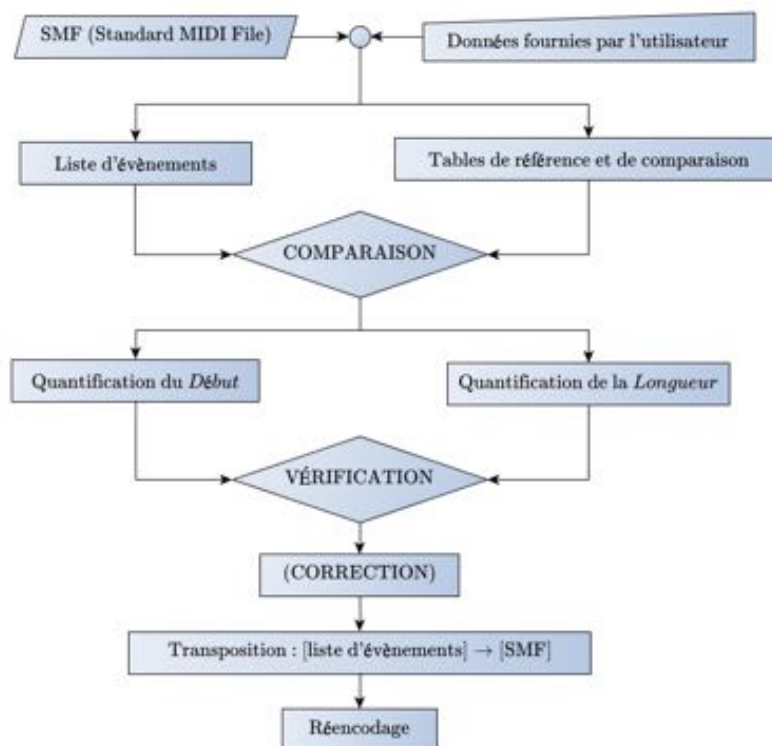 SMF (Standard MIDI File)
Données fournies par l'utilisateur
Liste d'évènements
Tables de référence et de comparaison
COMPARAISON
Quantification du Début
Quantification de la Longueur
VÉRIFICATION
(CORRECTION)
Transposition : [liste d'évènements] → [SMF]
Réencodage